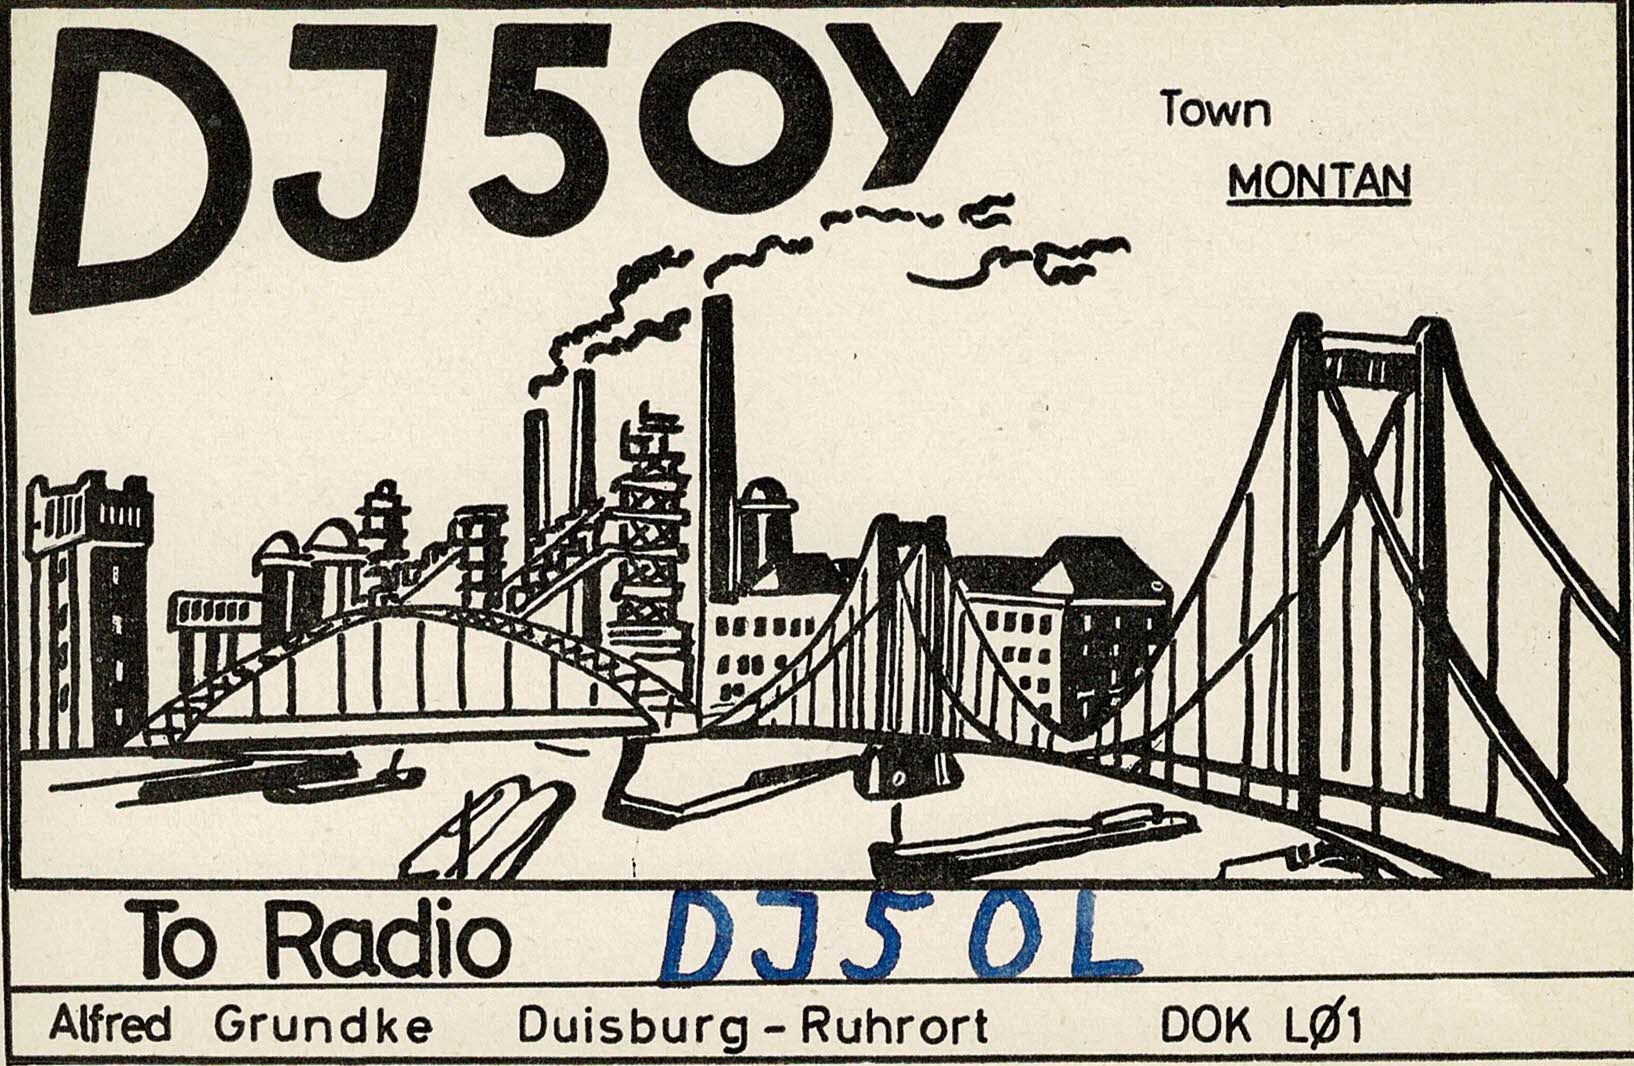 DJ5OY
Town
MONTAN
To Radio DJ5OL
Alfred Grundke Duisburg - Ruhrort DOK LØ1